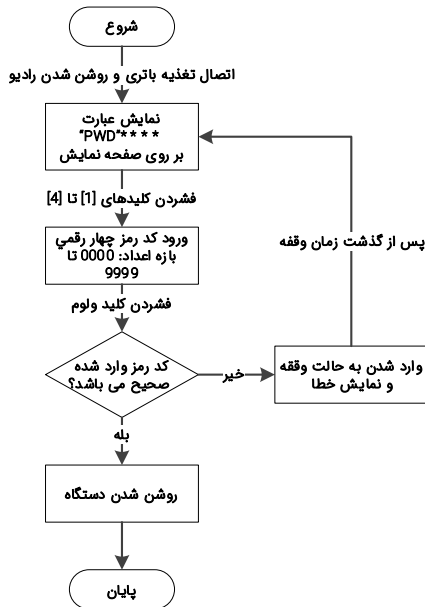 شروع
اتصال تغذیه باتری و روشن شدن رادیو
نمایش عبارت
"PWD"****
بر روی صفحه نمایش
فشردن کلیدهای [1] تا [4]
ورود کد رمز چهار رقمي
بازه اعداد: 0000 تا
9999
فشردن کلید ولوم
کد رمز وارد شده
صحیح می باشد؟
خیر
وارد شدن به حالت وقفه
و نمایش خطا
پس از گذشت زمان وقفه
بله
روشن شدن دستگاه
پایان